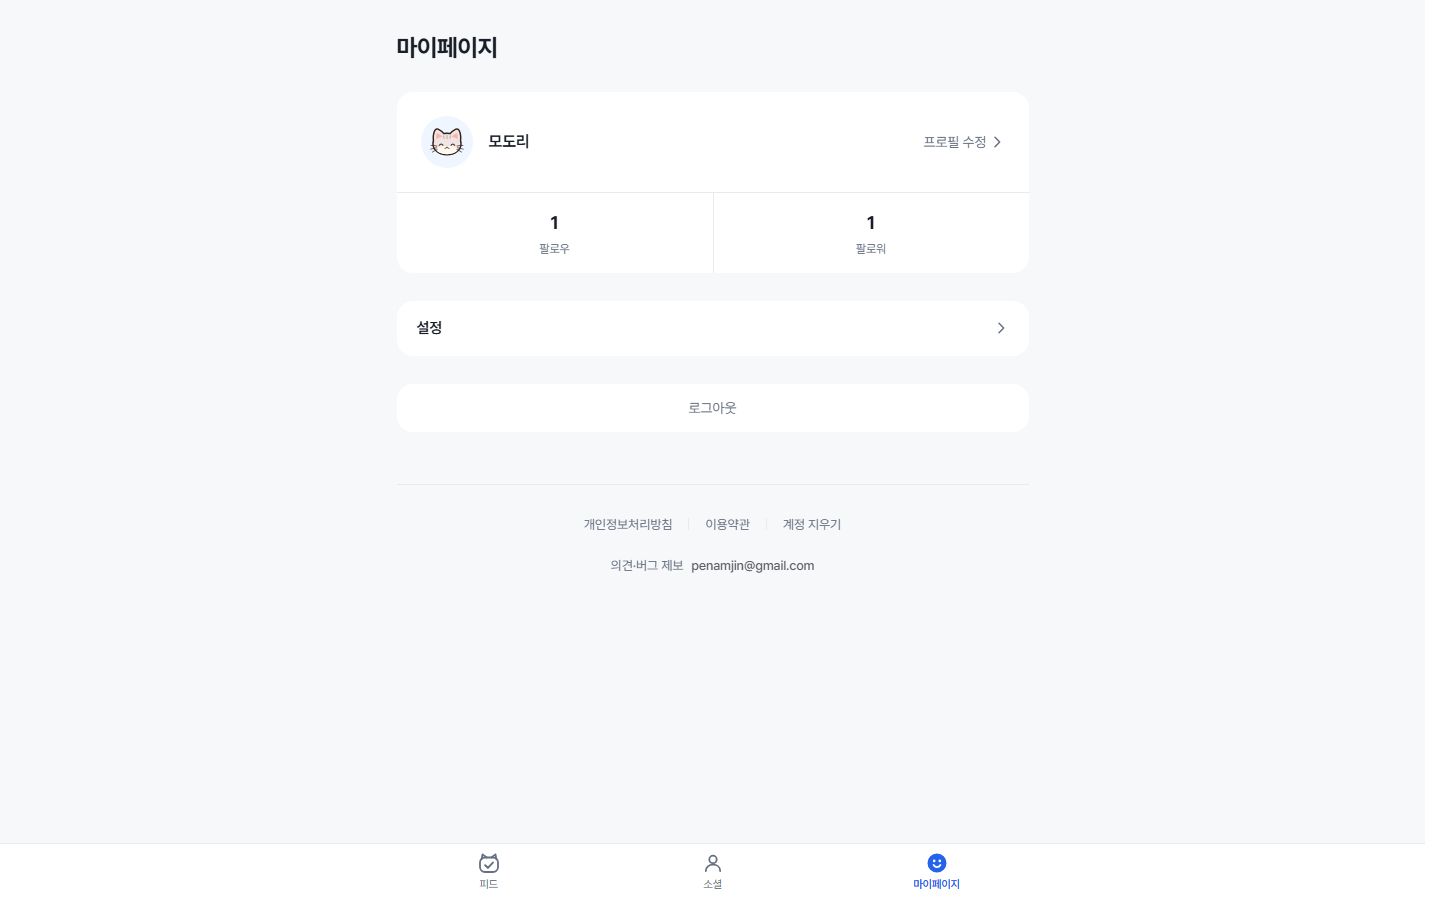 마이페이지
모도리
프로필 수정
1
팔로우
1
팔로워
설정
로그아웃
개인정보처리방침 이용약관 계정 지우기
의견·버그 제보 penamjin@gmail.com
피드
소셜
마이페이지